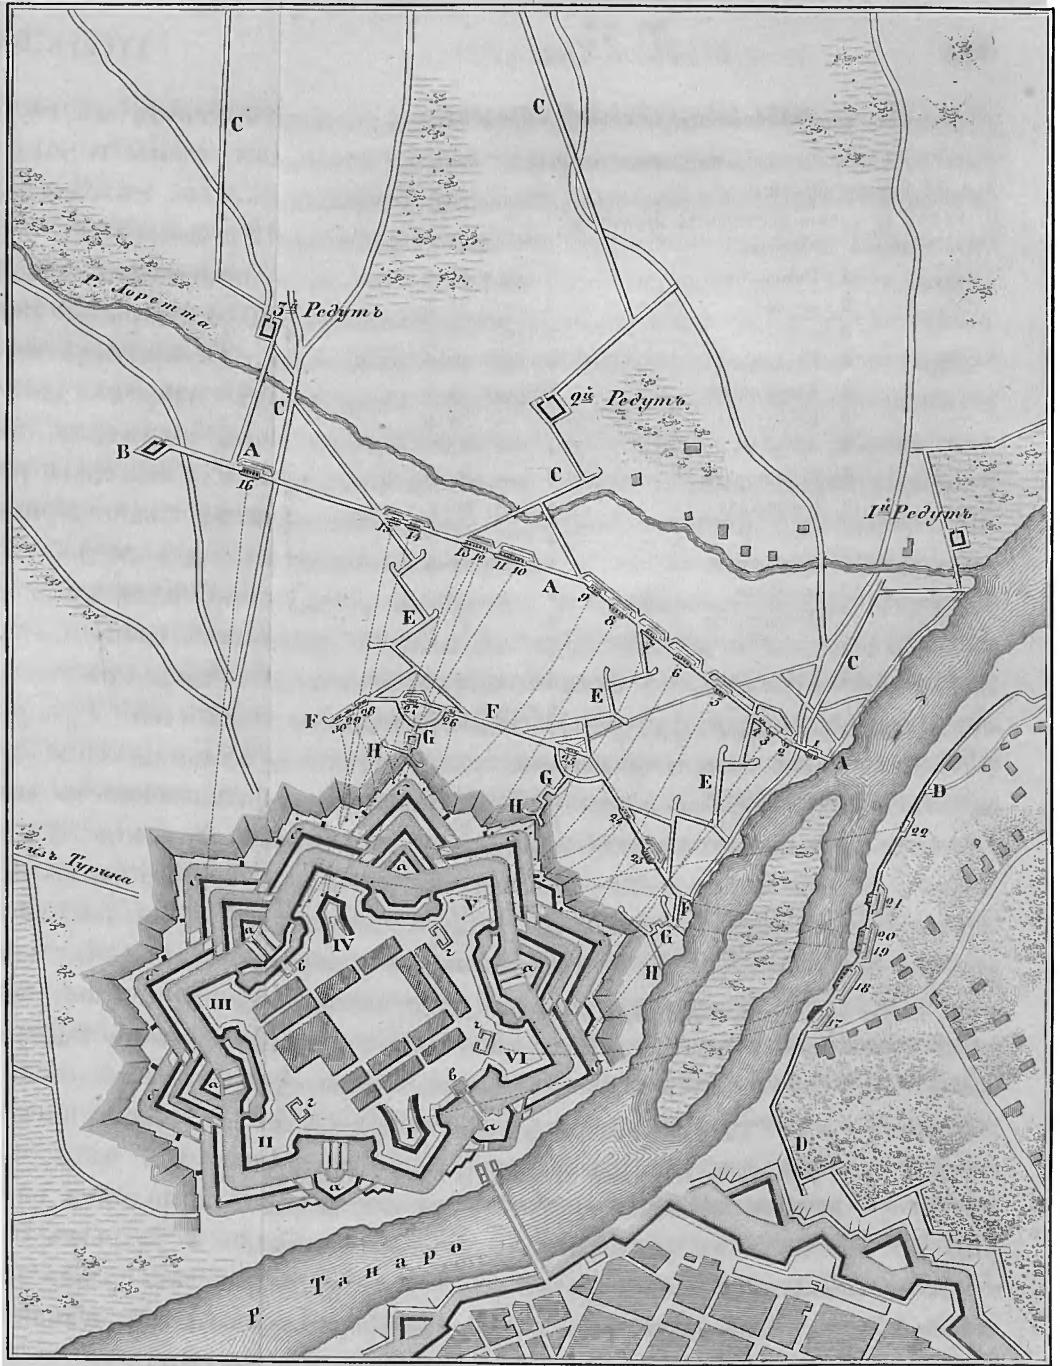 C
C
Р. Лоретта
3й Редутъ
C
2й Редутъ
B
A
16
C
1й Редутъ
15
14
13
12
11
10
A
9
8
7
6
5
4
3
2
1
A
C
E
E
E
F
30
29
28
27
26
F
G
H
25
G
H
24
23
F
G
H
D
22
21
20
19
18
17
D
изъ Турина
a
a
a
a
a
a
I
II
III
IV
V
VI
в
в
г
г
г
Р. Танаро